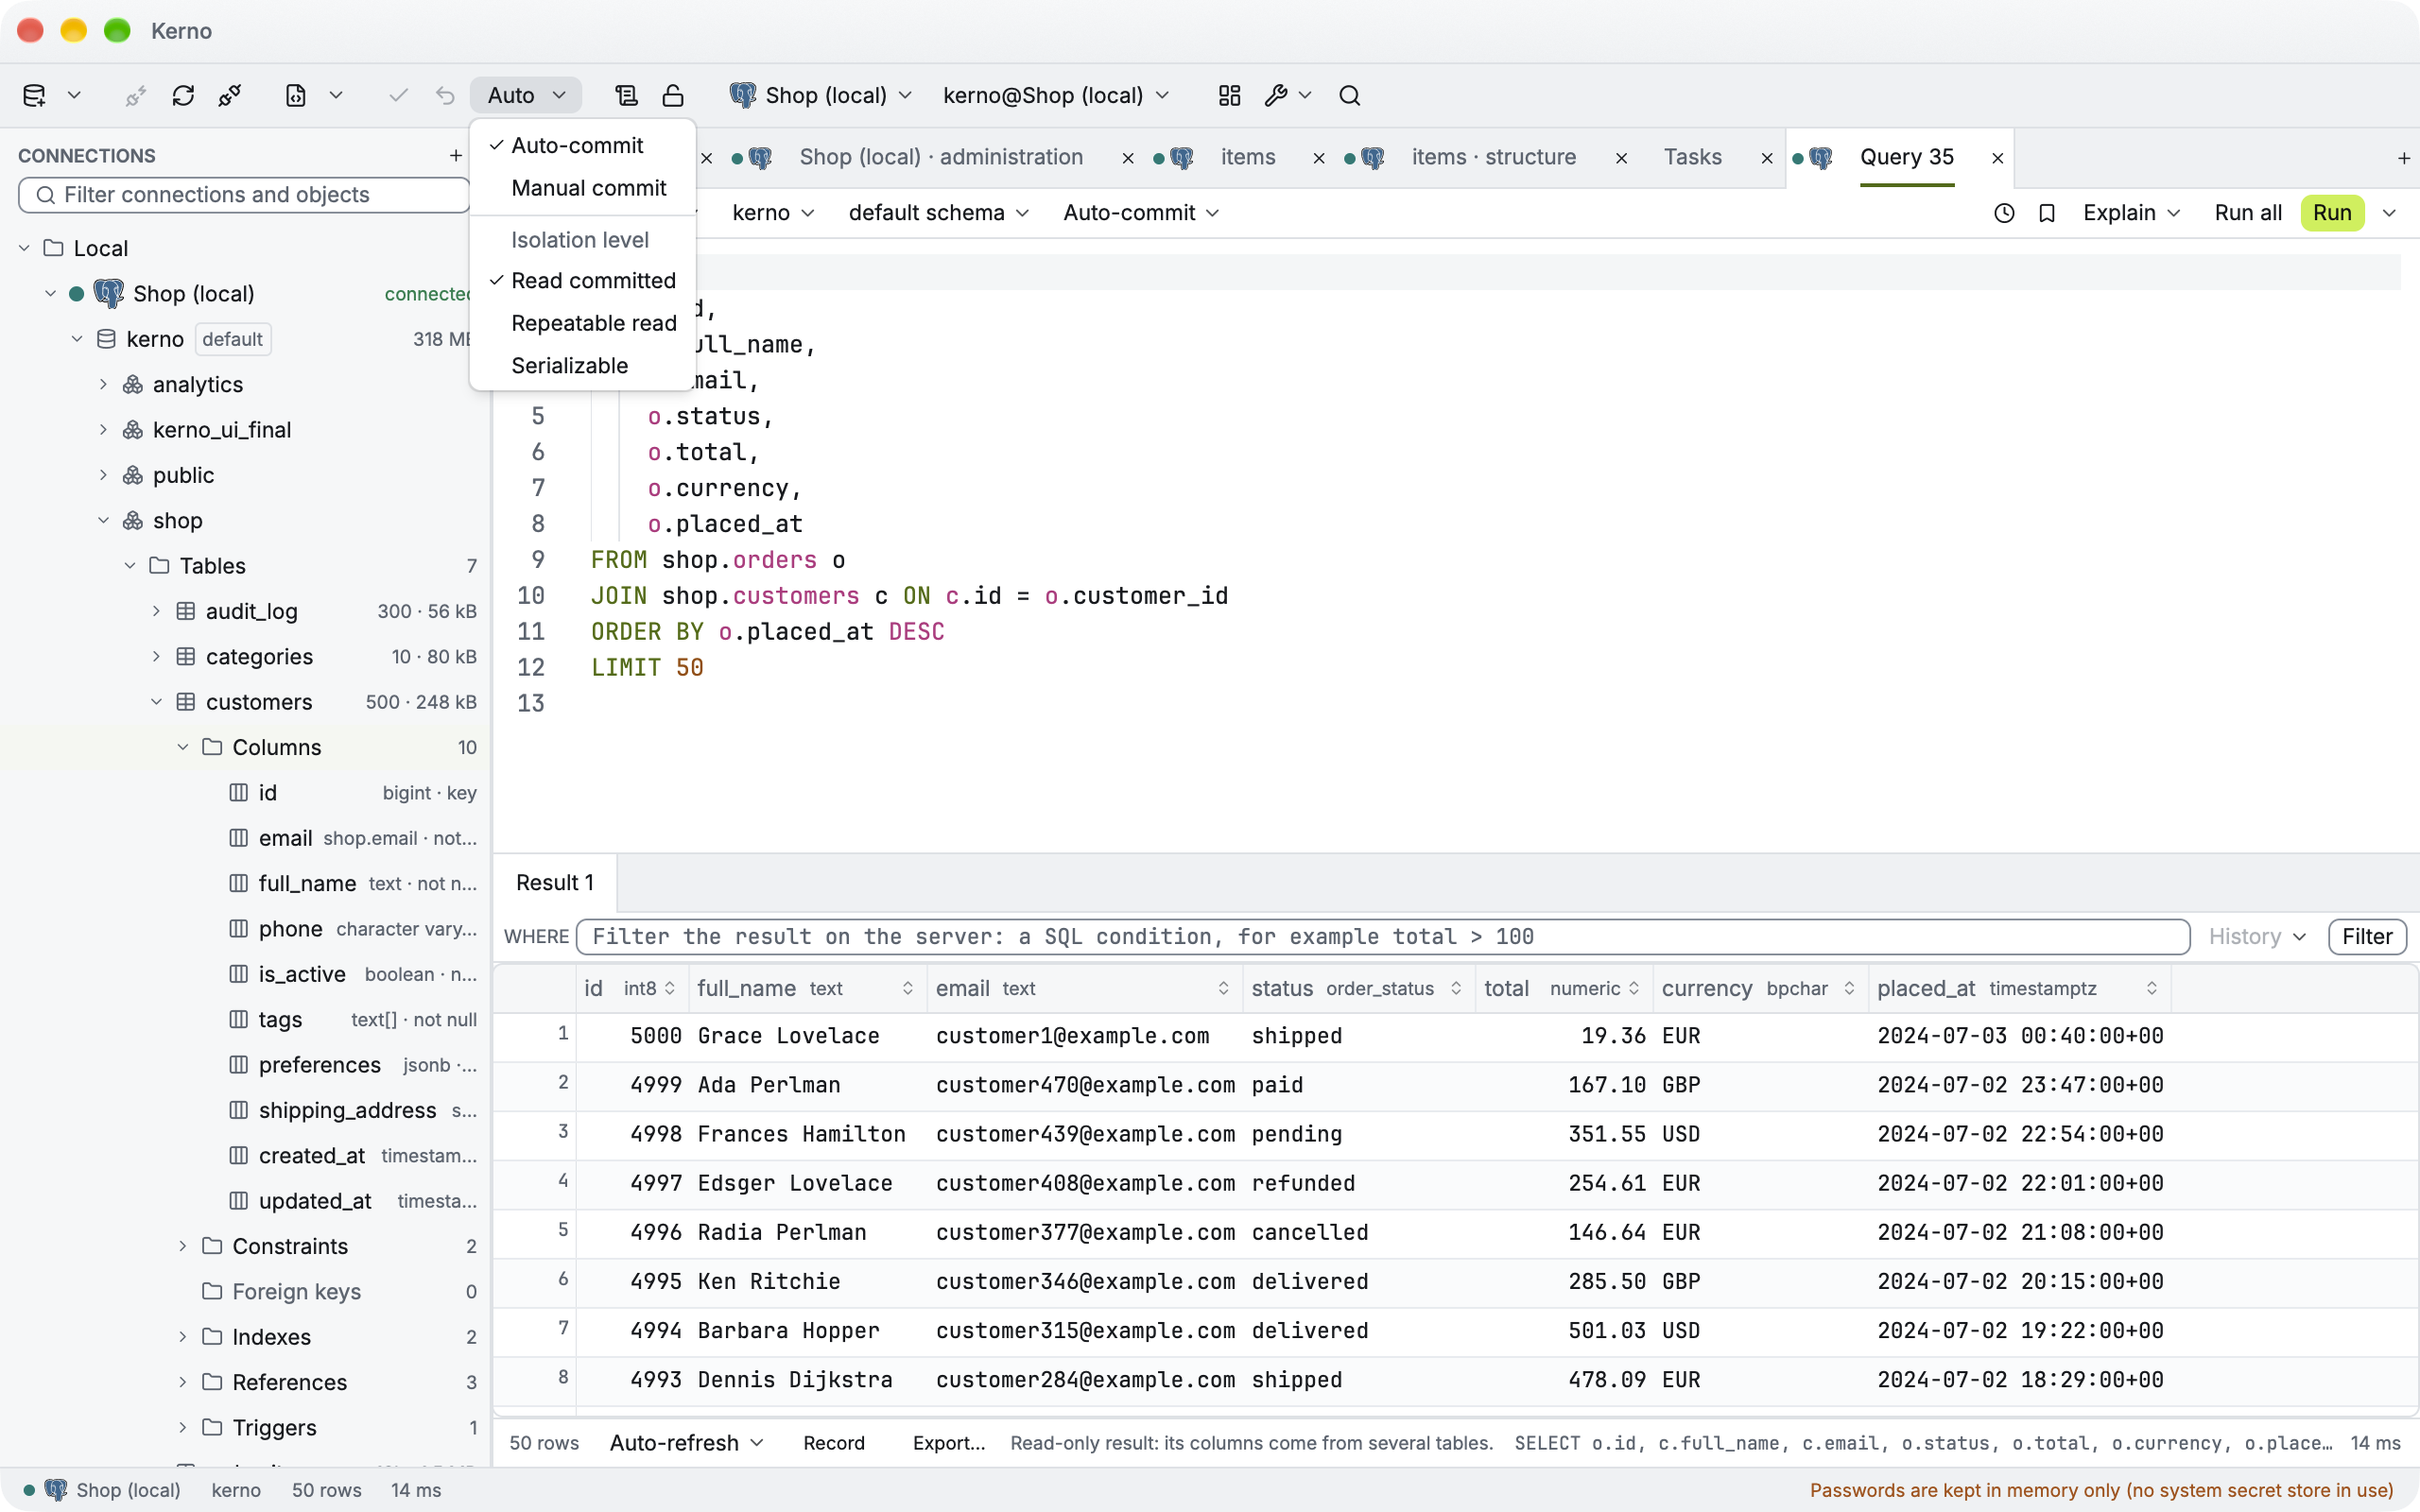 Kerno
Auto
Shop (local)
kerno@Shop (local)
CONNECTIONS
Filter connections and objects
Auto-commit
Manual commit
Isolation level
Read committed
Repeatable read
Serializable
Shop (local) · administration
items
items · structure
Tasks
Query 35
kerno
default schema
Auto-commit
Explain
Run all
Run
Local
Shop (local) connected
kerno default 318 MB
analytics
kerno_ui_final
public
shop
Tables 7
audit_log 300 · 56 kB
categories 10 · 80 kB
customers 500 · 248 kB
Columns 10
id bigint · key
email shop.email · not...
full_name text · not n...
phone character vary...
is_active boolean · n...
tags text[] · not null
preferences jsonb ·...
shipping_address s...
created_at timestam...
updated_at timesta...
Constraints 2
Foreign keys 0
Indexes 2
References 3
Triggers 1
d,
ull_name,
mail,
5 o.status,
6 o.total,
7 o.currency,
8 o.placed_at
9 FROM shop.orders o
10 JOIN shop.customers c ON c.id = o.customer_id
11 ORDER BY o.placed_at DESC
12 LIMIT 50
13
Result 1
WHERE Filter the result on the server: a SQL condition, for example total > 100 History Filter
id int8 full_name text email text status order_status total numeric currency bpchar placed_at timestamptz
1 5000 Grace Lovelace customer1@example.com shipped 19.36 EUR 2024-07-03 00:40:00+00
2 4999 Ada Perlman customer470@example.com paid 167.10 GBP 2024-07-02 23:47:00+00
3 4998 Frances Hamilton customer439@example.com pending 351.55 USD 2024-07-02 22:54:00+00
4 4997 Edsger Lovelace customer408@example.com refunded 254.61 EUR 2024-07-02 22:01:00+00
5 4996 Radia Perlman customer377@example.com cancelled 146.64 EUR 2024-07-02 21:08:00+00
6 4995 Ken Ritchie customer346@example.com delivered 285.50 GBP 2024-07-02 20:15:00+00
7 4994 Barbara Hopper customer315@example.com delivered 501.03 USD 2024-07-02 19:22:00+00
8 4993 Dennis Dijkstra customer284@example.com shipped 478.09 EUR 2024-07-02 18:29:00+00
50 rows Auto-refresh Record Export... Read-only result: its columns come from several tables. SELECT o.id, c.full_name, c.email, o.status, o.total, o.currency, o.place... 14 ms
Shop (local) kerno 50 rows 14 ms Passwords are kept in memory only (no system secret store in use)